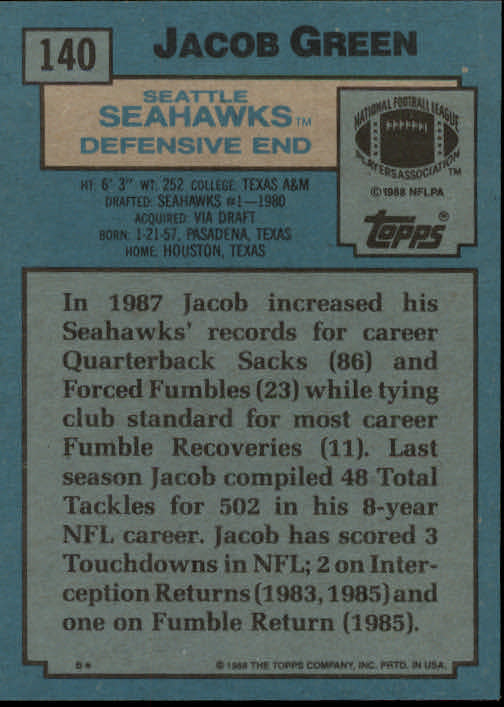 140
JACOB GREEN
SEATTLE
SEAHAWKS™
DEFENSIVE END
NATIONAL FOOTBALL LEAGUE
PLAYERS ASSOCIATION™
©1988 NFLPA
Topps®
HT: 6' 3" WT: 252 COLLEGE: TEXAS A&M
DRAFTED: SEAHAWKS #1—1980
ACQUIRED: VIA DRAFT
BORN: 1-21-57, PASADENA, TEXAS
HOME: HOUSTON, TEXAS
In 1987 Jacob increased his
Seahawks' records for career
Quarterback Sacks (86) and
Forced Fumbles (23) while tying
club standard for most career
Fumble Recoveries (11). Last
season Jacob compiled 48 Total
Tackles for 502 in his 8-year
NFL career. Jacob has scored 3
Touchdowns in NFL; 2 on Inter-
ception Returns (1983, 1985) and
one on Fumble Return (1985).
B* © 1988 THE TOPPS COMPANY, INC. PRTD. IN USA.